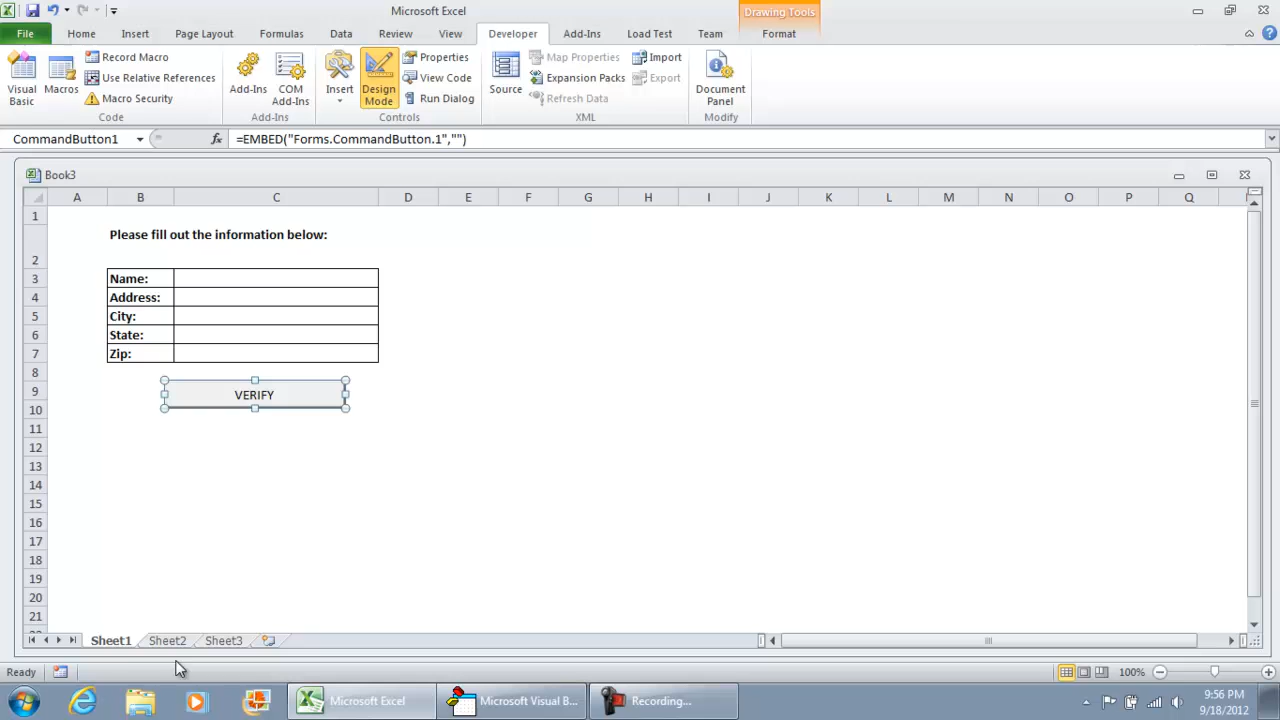 Microsoft Excel
Drawing Tools
File Home Insert Page Layout Formulas Data Review View Developer Add-Ins Load Test Team Format
Visual Basic
Macros
Record Macro
Use Relative References
Macro Security
Code
Add-Ins
COM Add-Ins
Add-Ins
Insert
Design Mode
Properties
View Code
Run Dialog
Controls
Source
Map Properties
Expansion Packs
Refresh Data
Import
Export
XML
Document Panel
Modify
CommandButton1
fx
=EMBED("Forms.CommandButton.1","")
Book3
A B C D E F G H I J K L M N O P Q
1
2 Please fill out the information below:
3 Name:
4 Address:
5 City:
6 State:
7 Zip:
8
9 VERIFY
10
11
12
13
14
15
16
17
18
19
20
21
Sheet1 Sheet2 Sheet3
Ready
100%
Microsoft Excel
Microsoft Visual B...
Recording...
9:56 PM
9/18/2012